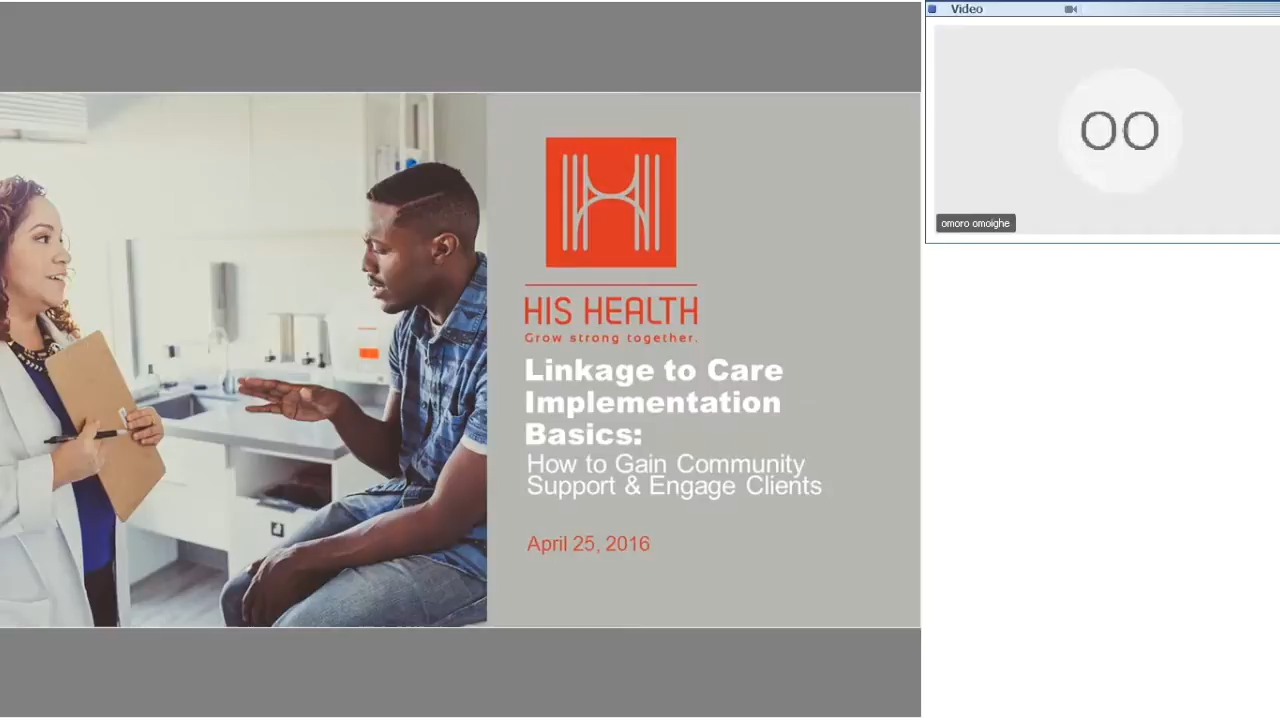 HIS HEALTH
Grow strong together.
Linkage to Care
Implementation
Basics:
How to Gain Community
Support & Engage Clients
April 25, 2016
Video
OO
omoro omoighe